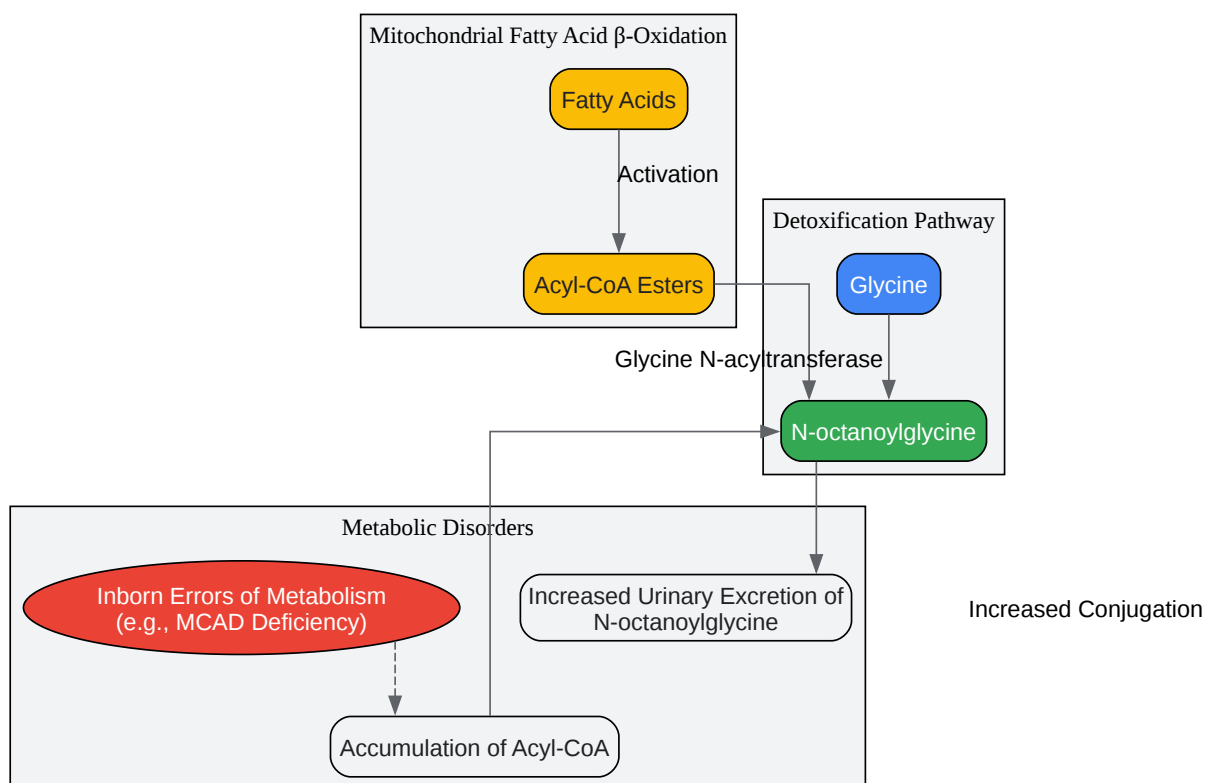 Mitochondrial Fatty Acid β-Oxidation
Fatty Acids
Activation
Detoxification Pathway
Acyl-CoA Esters
Glycine
Glycine N-acyltransferase
N-octanoylglycine
Metabolic Disorders
Inborn Errors of Metabolism
(e.g., MCAD Deficiency)
Increased Urinary Excretion of
N-octanoylglycine
Increased Conjugation
Accumulation of Acyl-CoA